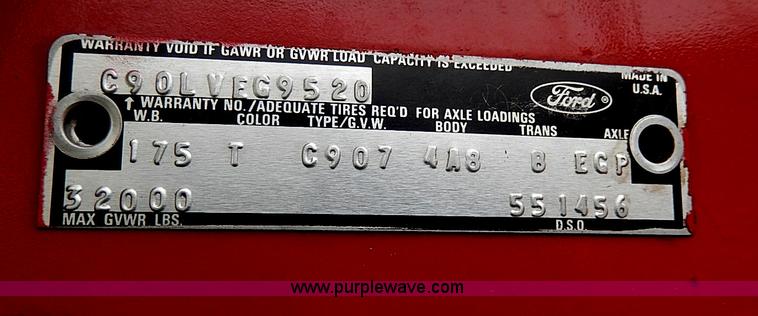 WARRANTY VOID IF GAWR OR GVWR LOAD CAPACITY IS EXCEEDED
MADE IN
U.S.A.
C90LVEG9520
Ford ®
↑ WARRANTY NO./ADEQUATE TIRES REQ'D FOR AXLE LOADINGS
W.B. COLOR TYPE/G.V.W. BODY TRANS AXLE
175 T C907 4A8 B EGP
32000 551456
MAX GVWR LBS. D.S.O.
www.purplewave.com